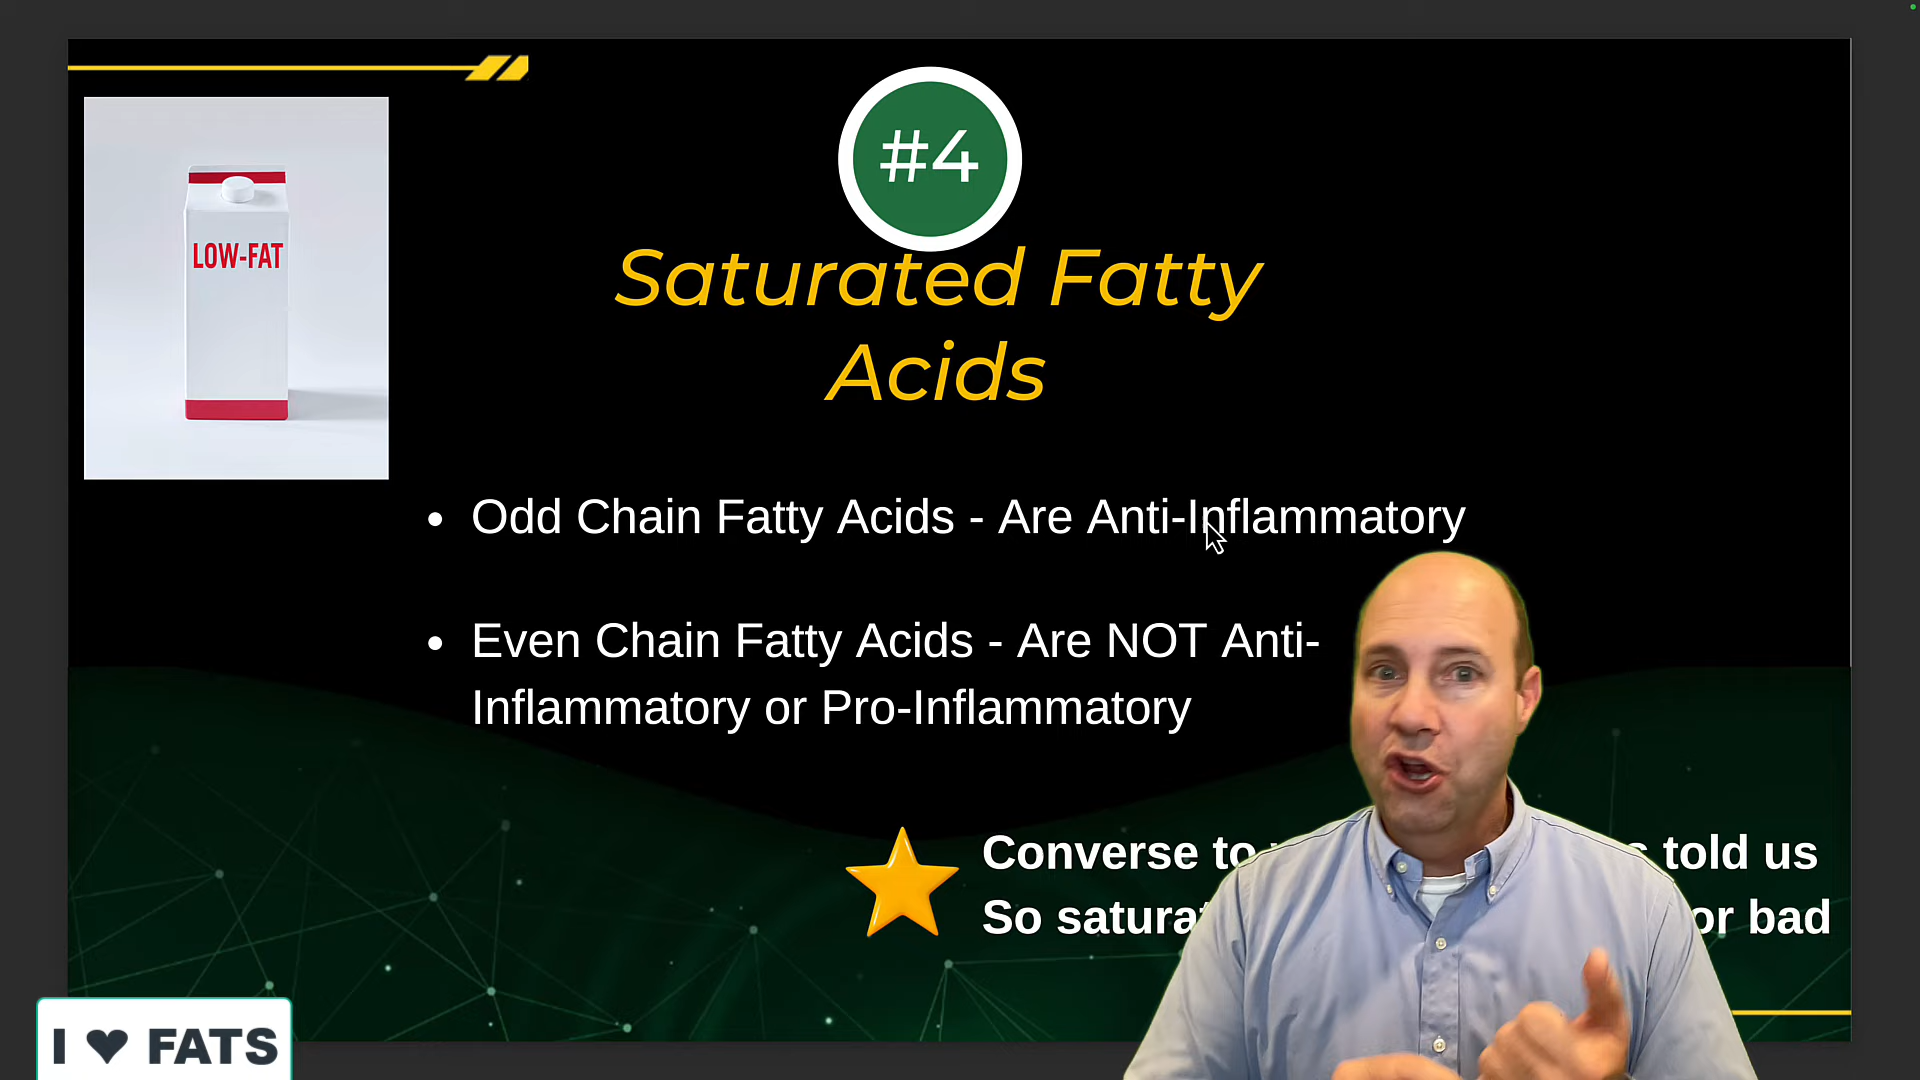 #4
LOW-FAT
Saturated Fatty
Acids
• Odd Chain Fatty Acids - Are Anti-Inflammatory
• Even Chain Fatty Acids - Are NOT Anti-
Inflammatory or Pro-Inflammatory
Converse to told us
So or bad
I ♥ FATS